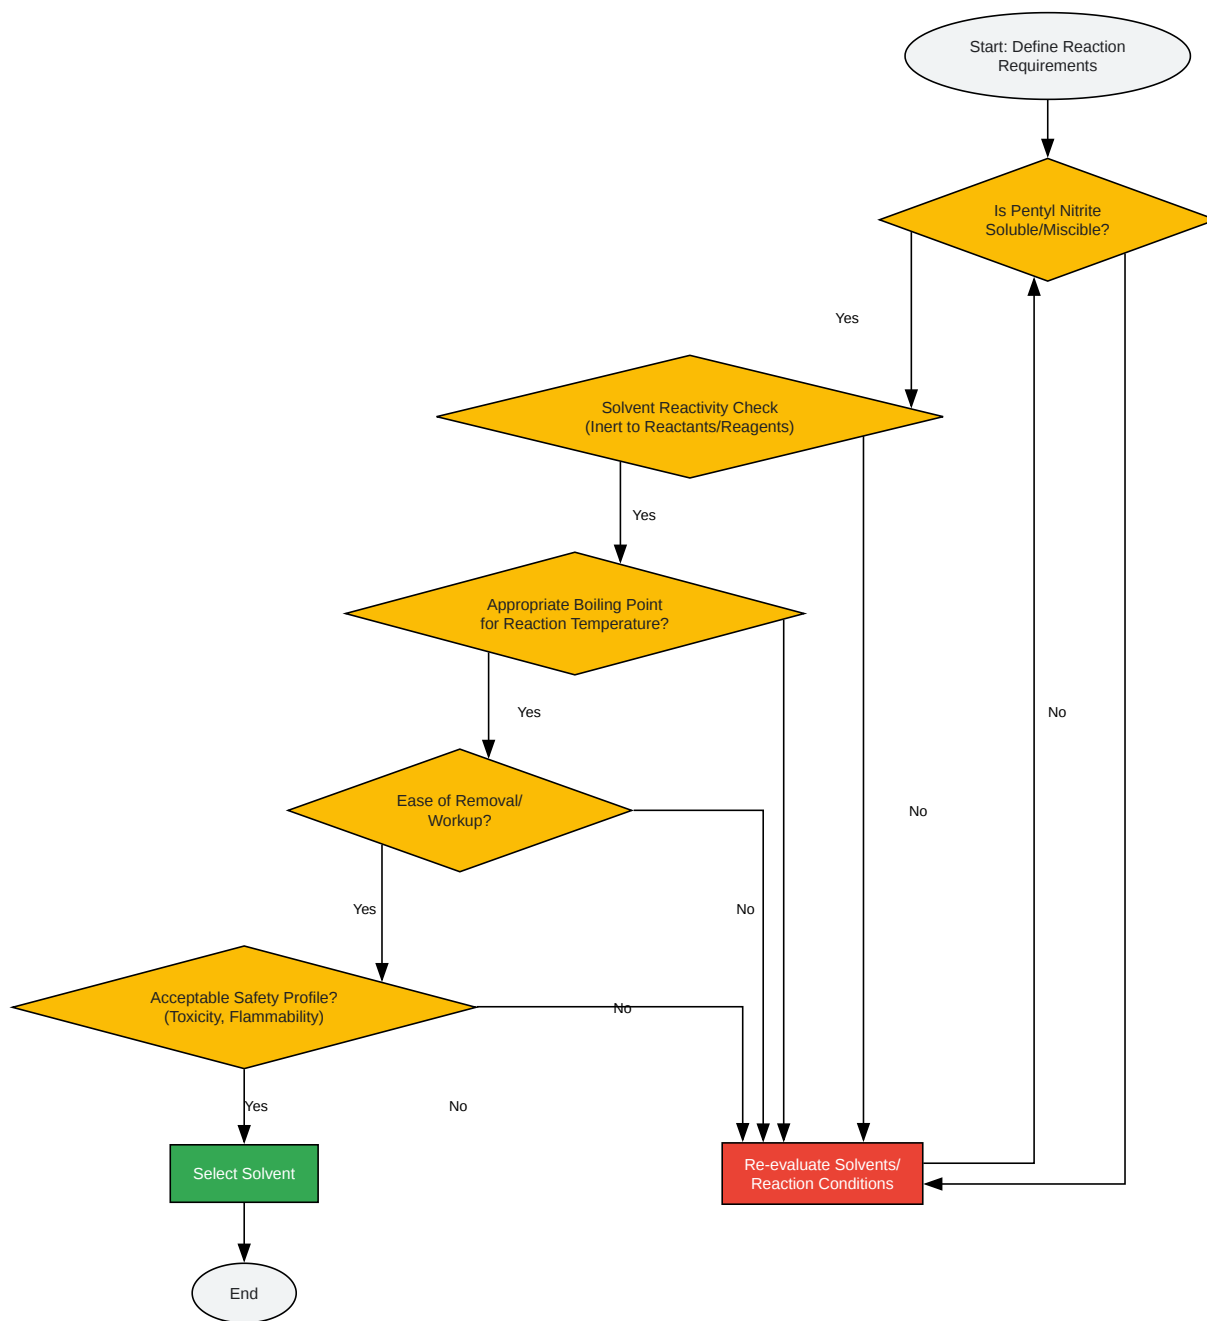 Start: Define Reaction
Requirements
Is Pentyl Nitrite
Soluble/Miscible?
Yes
Solvent Reactivity Check
(Inert to Reactants/Reagents)
Yes
Appropriate Boiling Point
for Reaction Temperature?
Yes
No
Ease of Removal/
Workup?
No
Yes
No
Acceptable Safety Profile?
(Toxicity, Flammability)
No
Yes
No
Select Solvent
Re-evaluate Solvents/
Reaction Conditions
End